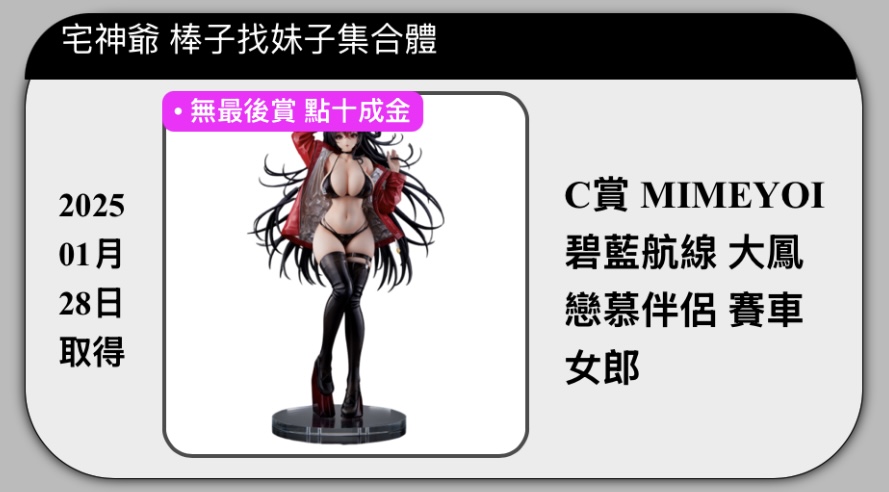 宅神爺 棒子找妹子集合體
• 無最後賞 點十成金
2025
01月
28日
取得
C賞 MIMEYOI
碧藍航線 大鳳
戀慕伴侶 賽車
女郎